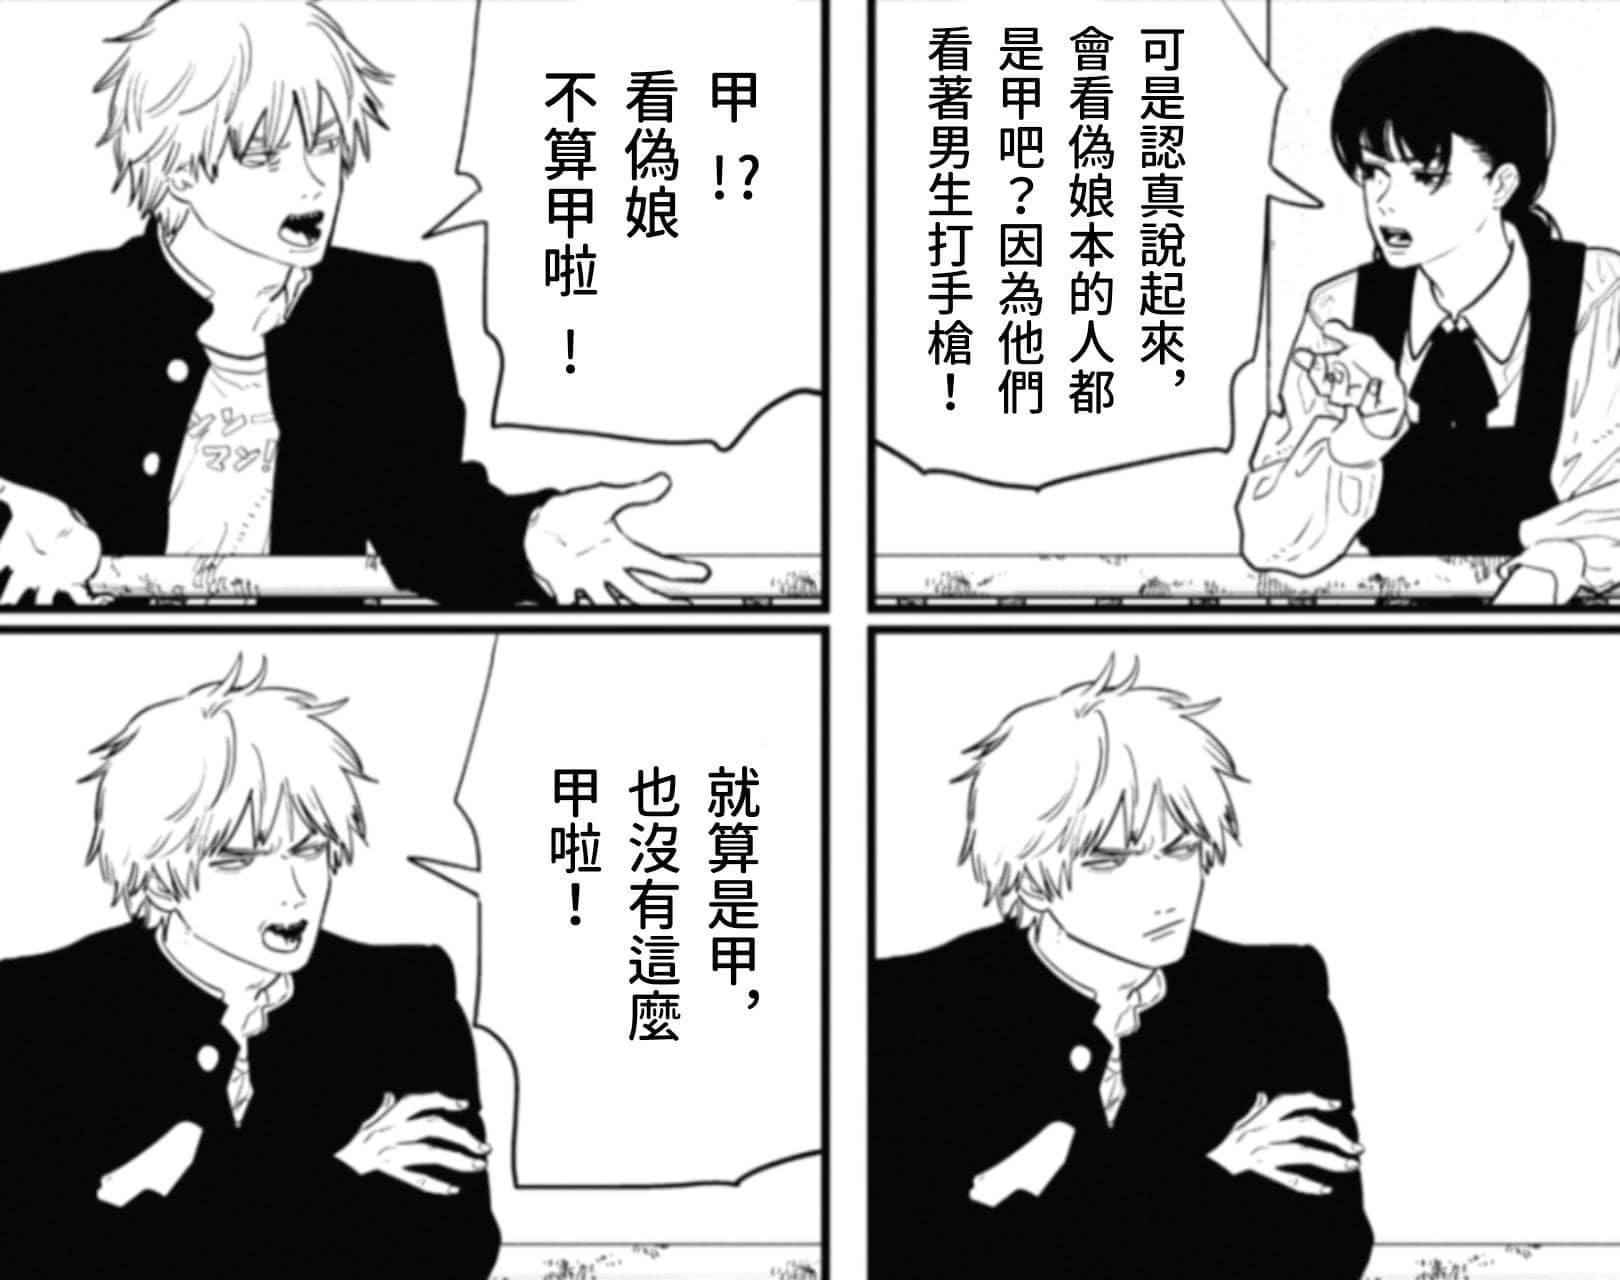 可是認真說起來，
會看偽娘本的人都
是甲吧？因為他們
看著男生打手槍！
甲！？
看偽娘
不算甲啦！
就算是甲，
也沒有這麼
甲啦！